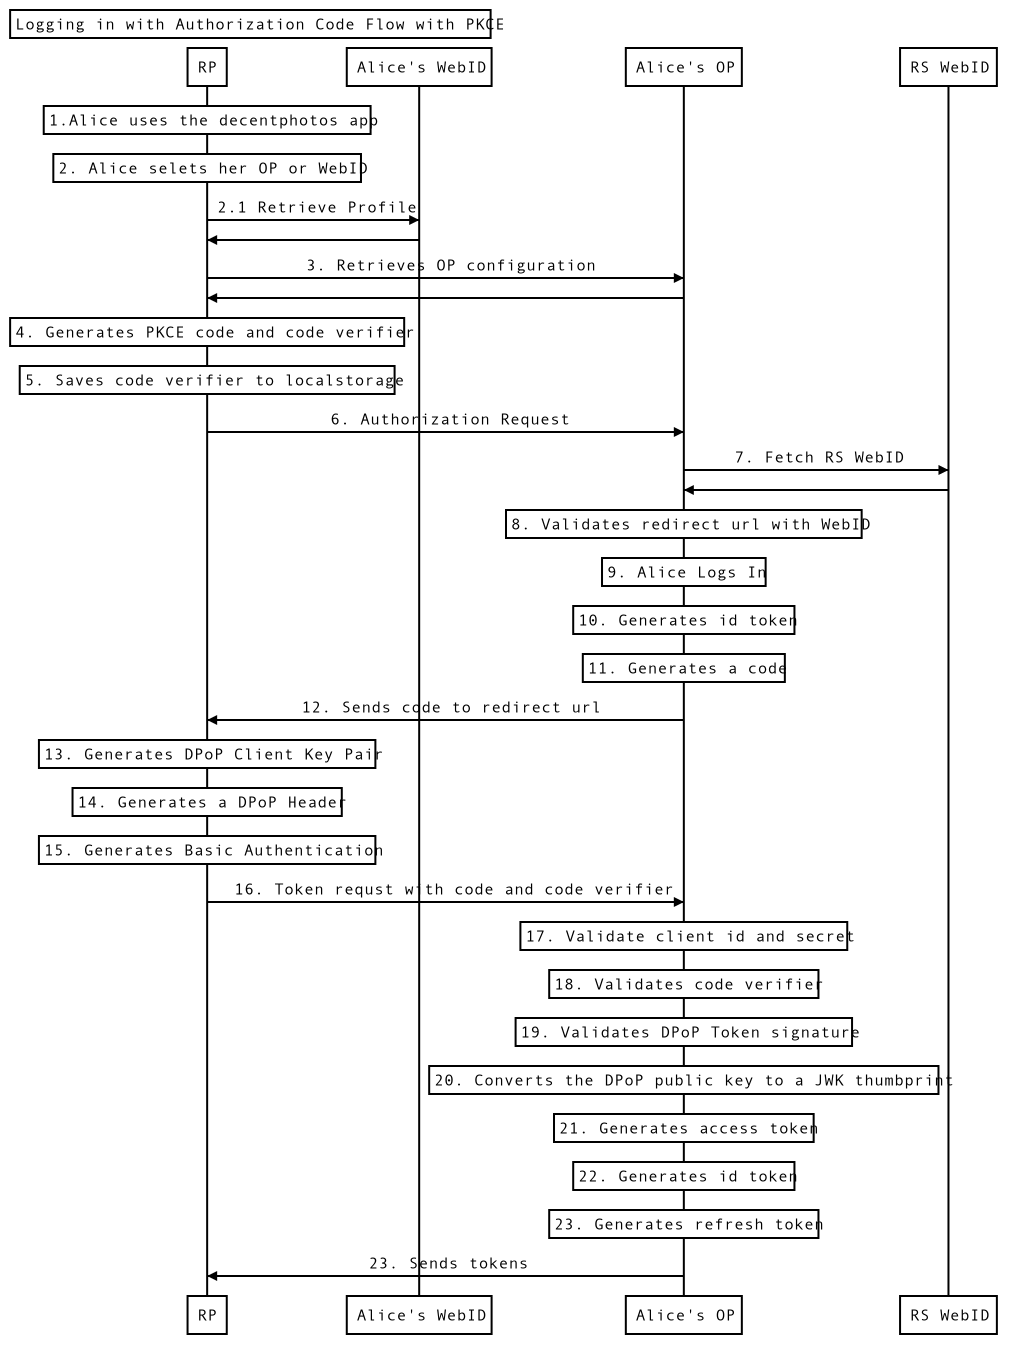 Logging in with Authorization Code Flow with PKCE
RP Alice's WebID Alice's OP RS WebID
1.Alice uses the decentphotos app
2. Alice selets her OP or WebID
2.1 Retrieve Profile
3. Retrieves OP configuration
4. Generates PKCE code and code verifier
5. Saves code verifier to localstorage
6. Authorization Request
7. Fetch RS WebID
8. Validates redirect url with WebID
9. Alice Logs In
10. Generates id token
11. Generates a code
12. Sends code to redirect url
13. Generates DPoP Client Key Pair
14. Generates a DPoP Header
15. Generates Basic Authentication
16. Token requst with code and code verifier
17. Validate client id and secret
18. Validates code verifier
19. Validates DPoP Token signature
20. Converts the DPoP public key to a JWK thumbprint
21. Generates access token
22. Generates id token
23. Generates refresh token
23. Sends tokens
RP Alice's WebID Alice's OP RS WebID